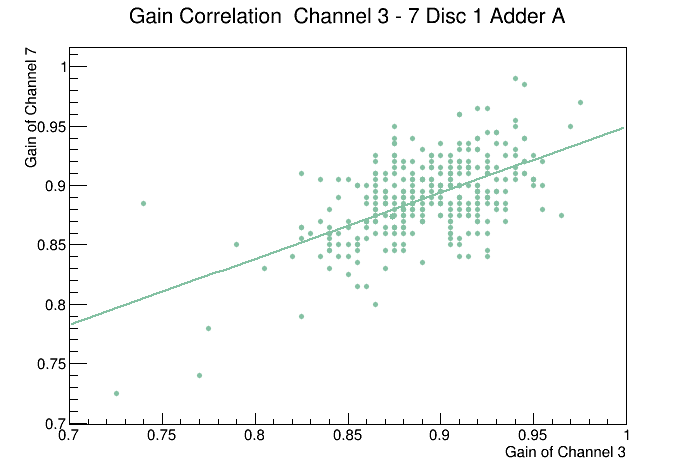 Gain Correlation  Channel 3 - 7 Disc 1 Adder A
Gain of Channel 7
1
0.95
0.9
0.85
0.8
0.75
0.7
0.7 0.75 0.8 0.85 0.9 0.95 1
Gain of Channel 3